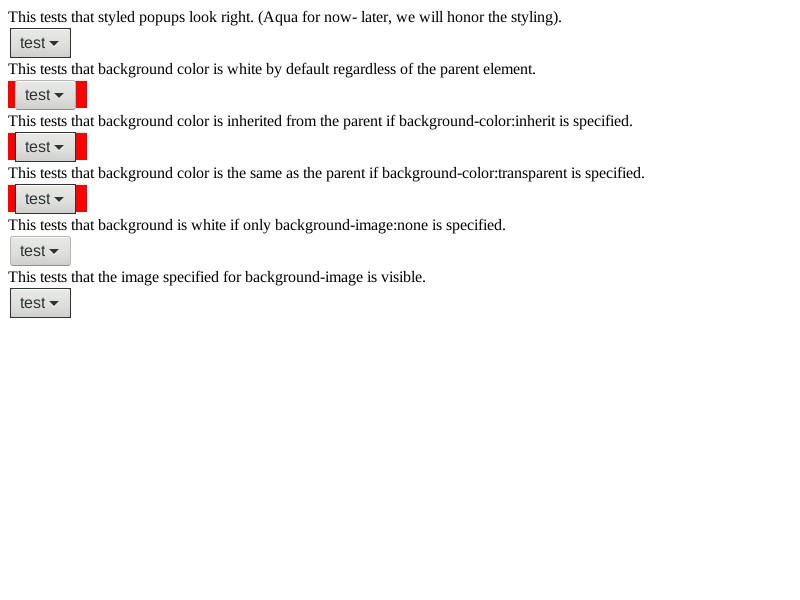 This tests that styled popups look right. (Aqua for now- later, we will honor the styling).
test
This tests that background color is white by default regardless of the parent element.
test
This tests that background color is inherited from the parent if background-color:inherit is specified.
test
This tests that background color is the same as the parent if background-color:transparent is specified.
test
This tests that background is white if only background-image:none is specified.
test
This tests that the image specified for background-image is visible.
test